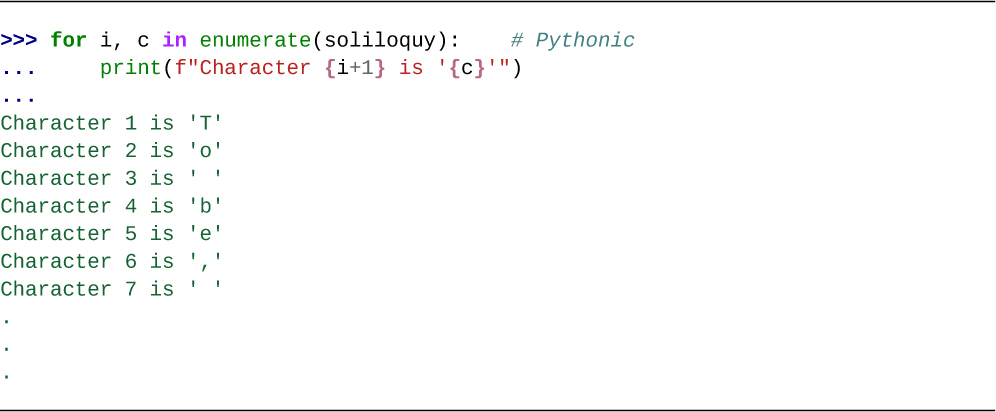 >>> for i, c in enumerate(soliloquy):    # Pythonic
...     print(f"Character {i+1} is '{c}'")
...
Character 1 is 'T'
Character 2 is 'o'
Character 3 is ' '
Character 4 is 'b'
Character 5 is 'e'
Character 6 is ','
Character 7 is ' '
.
.
.